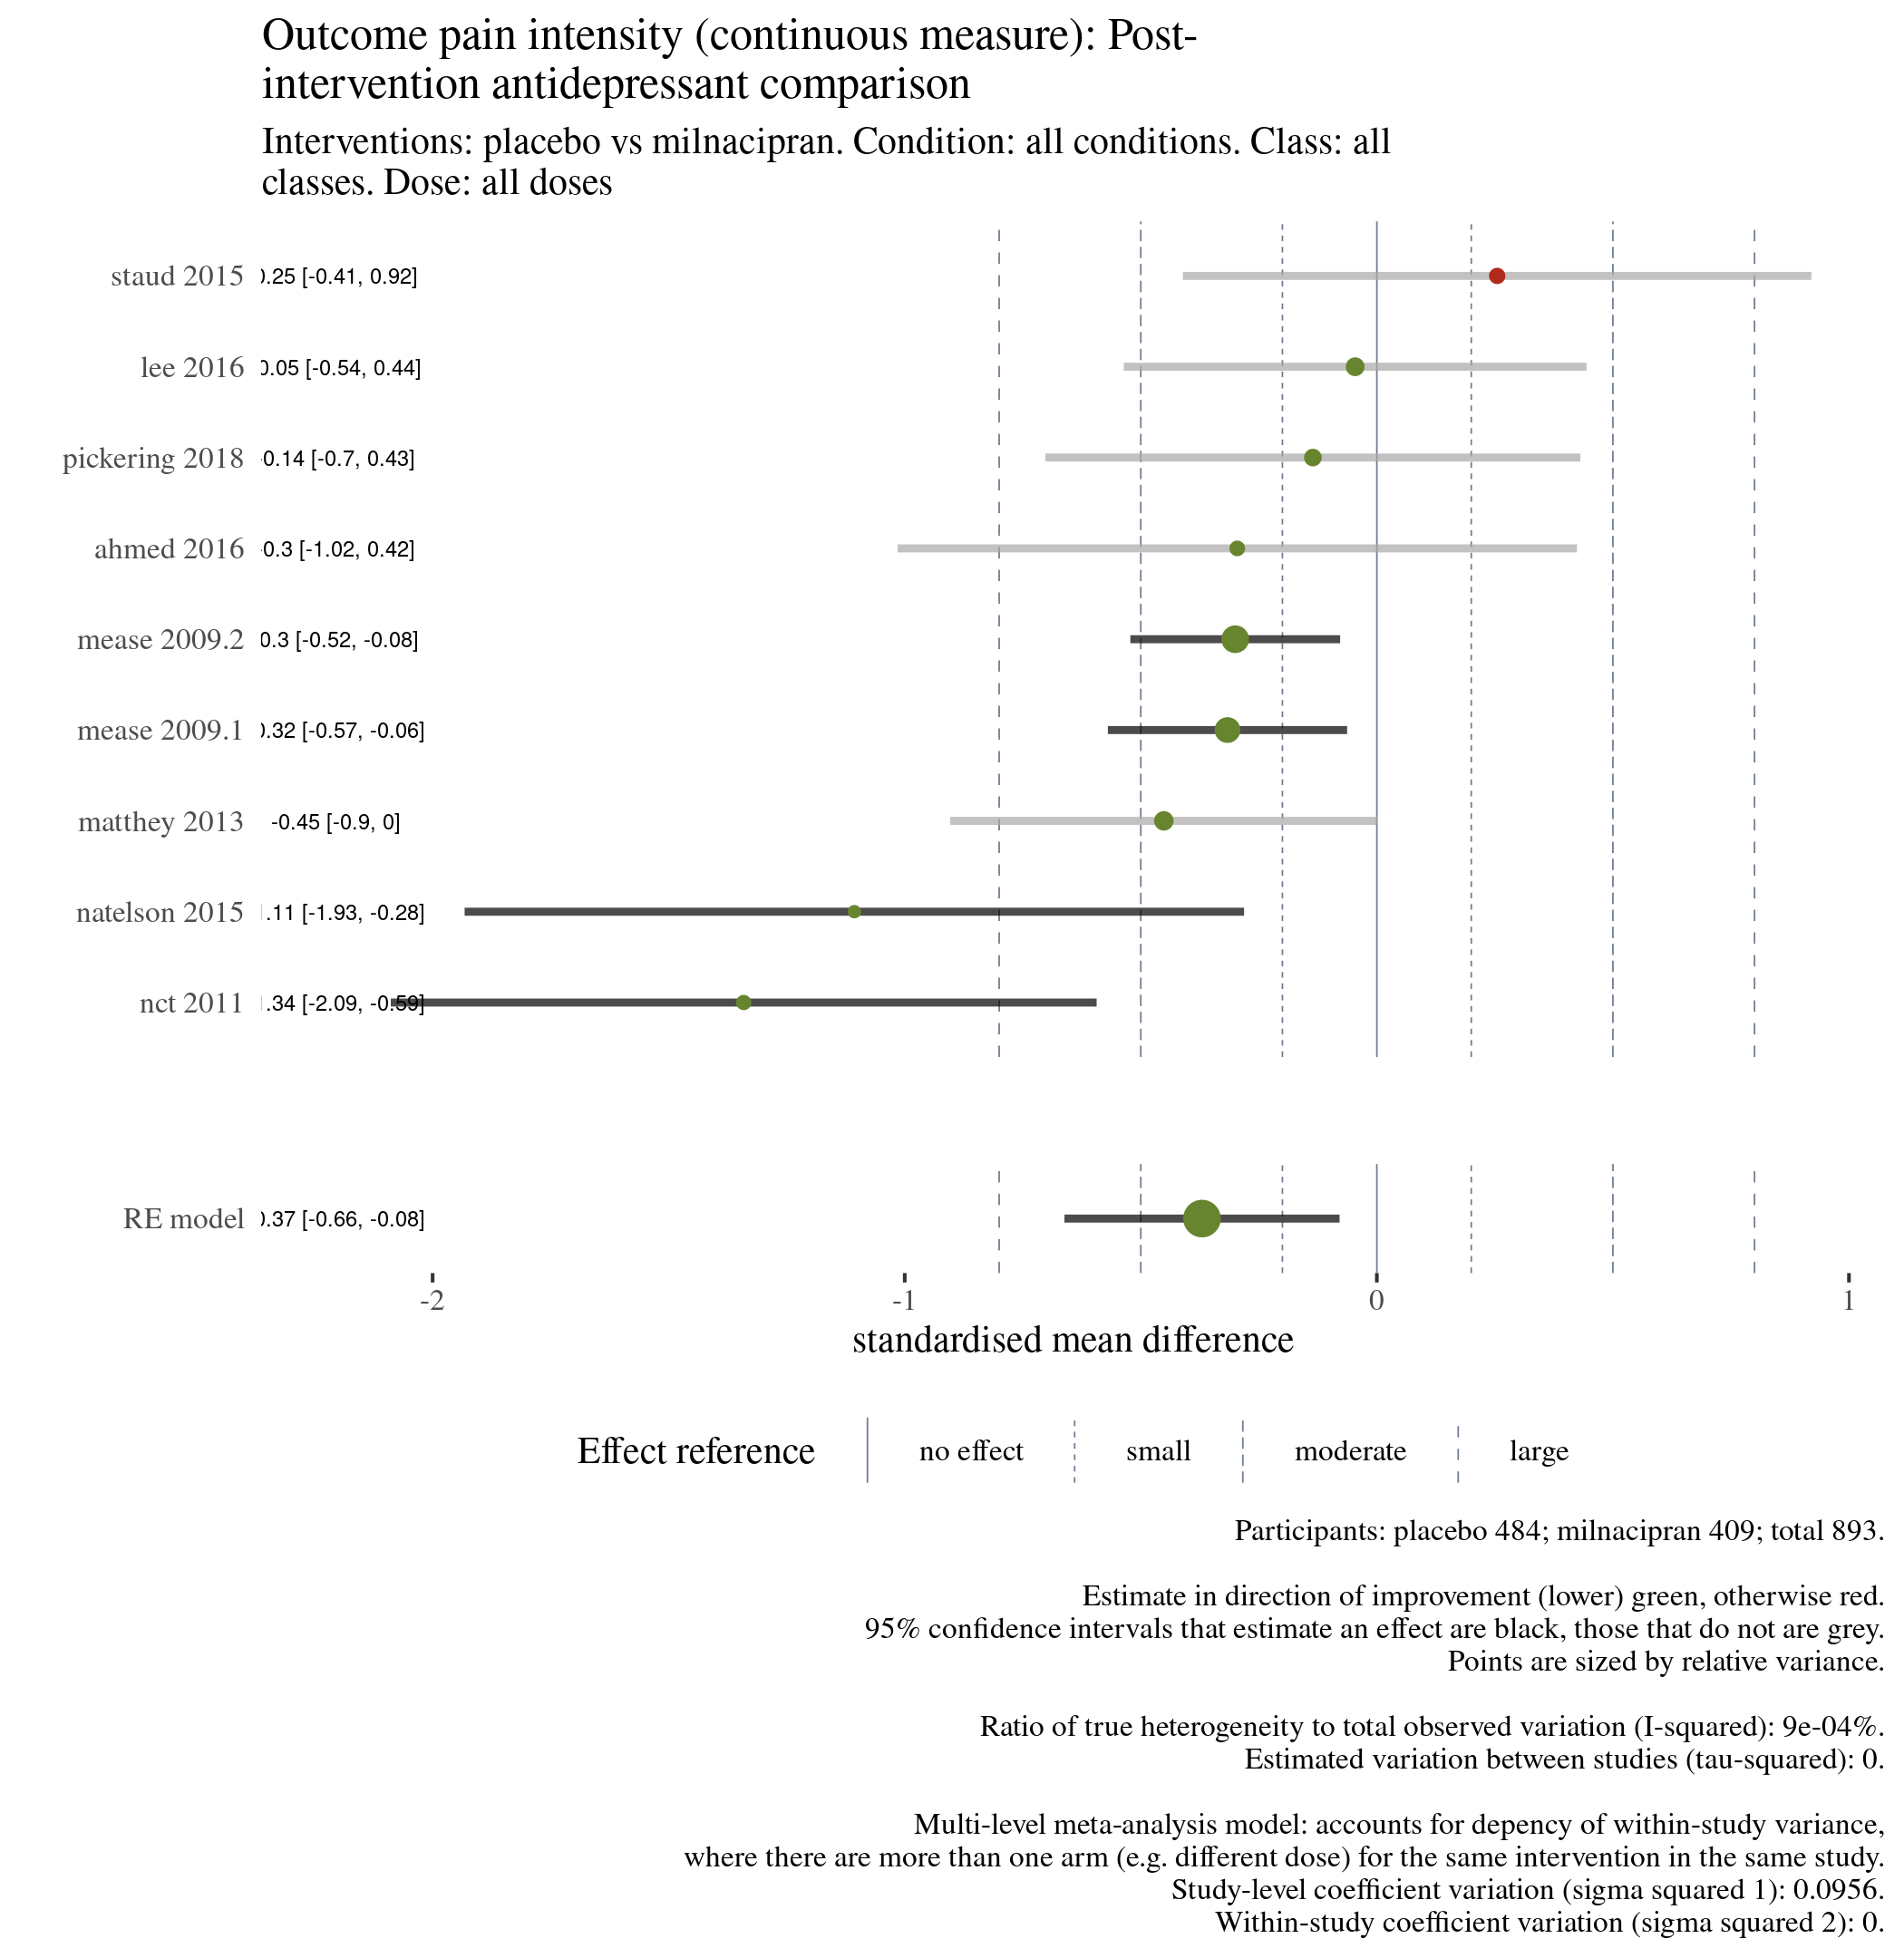 Outcome pain intensity (continuous measure): Post-
intervention antidepressant comparison
Interventions: placebo vs milnacipran. Condition: all conditions. Class: all
classes. Dose: all doses
staud 2015 0.25 [-0.41, 0.92]
lee 2016 0.05 [-0.54, 0.44]
pickering 2018 -0.14 [-0.7, 0.43]
ahmed 2016 -0.3 [-1.02, 0.42]
mease 2009.2 0.3 [-0.52, -0.08]
mease 2009.1 0.32 [-0.57, -0.06]
matthey 2013 -0.45 [-0.9, 0]
natelson 2015 .11 [-1.93, -0.28]
nct 2011 .34 [-2.09, -0.59]
RE model 0.37 [-0.66, -0.08]
-2 -1 0 1
standardised mean difference
Effect reference no effect small moderate large
Participants: placebo 484; milnacipran 409; total 893.
Estimate in direction of improvement (lower) green, otherwise red.
95% confidence intervals that estimate an effect are black, those that do not are grey.
Points are sized by relative variance.
Ratio of true heterogeneity to total observed variation (I-squared): 9e-04%.
Estimated variation between studies (tau-squared): 0.
Multi-level meta-analysis model: accounts for depency of within-study variance,
where there are more than one arm (e.g. different dose) for the same intervention in the same study.
Study-level coefficient variation (sigma squared 1): 0.0956.
Within-study coefficient variation (sigma squared 2): 0.